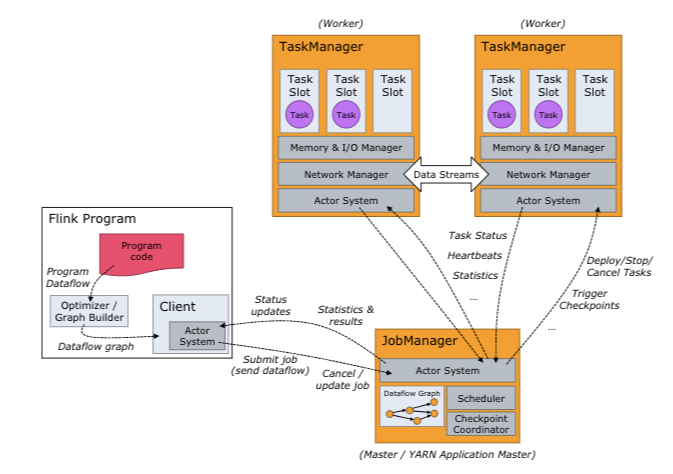 (Worker)
(Worker)
TaskManager
TaskManager
Task
Slot
Task
Task
Slot
Task
Task
Slot
Task
Slot
Task
Task
Slot
Task
Task
Slot
Memory & I/O Manager
Memory & I/O Manager
Network Manager
Data Streams
Network Manager
Actor System
Actor System
Flink Program
Program
code
Program
Dataflow
Optimizer /
Graph Builder
Dataflow graph
Client
Actor
System
Task Status
Heartbeats
Statistics
...
Deploy/Stop/
Cancel Tasks
Trigger
Checkpoints
...
Status
updates
Statistics &
results
Submit job
(send dataflow)
Cancel /
update job
JobManager
Actor System
Dataflow Graph
Scheduler
Checkpoint
Coordinator
(Master / YARN Application Master)